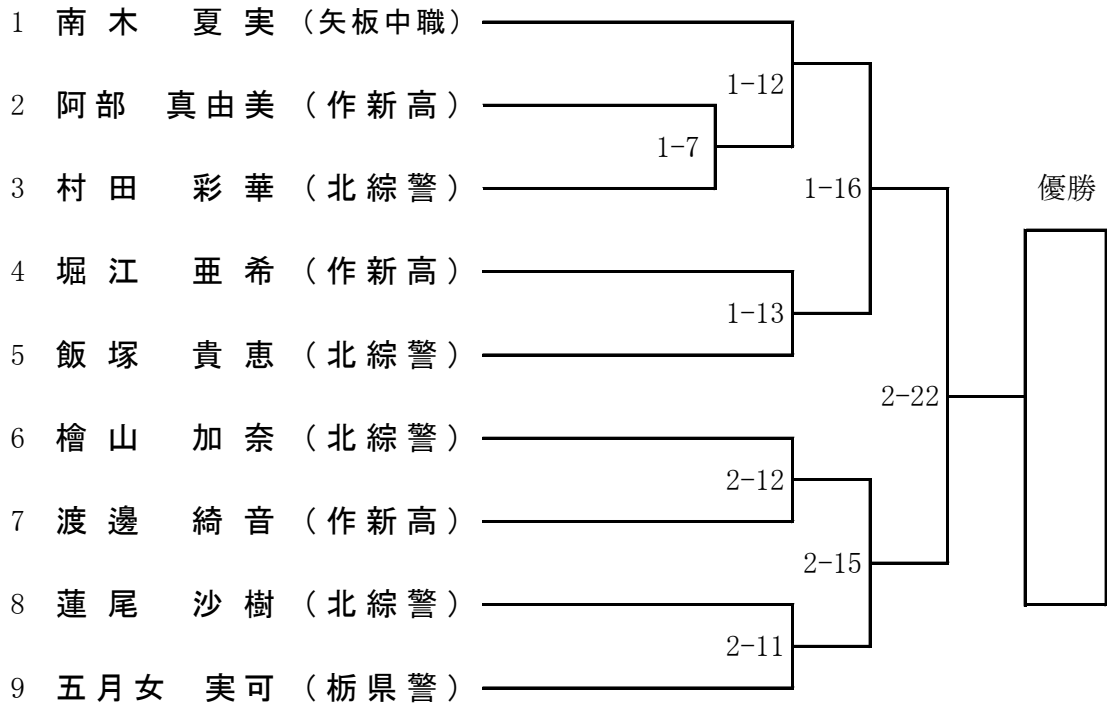 1 南木 夏実 (矢板中職)
1-12
2 阿部 真由美 (作新高)
1-7
3 村田 彩華 (北綜警)
1-16
優勝
4 堀江 亜希 (作新高)
1-13
5 飯塚 貴恵 (北綜警)
2-22
6 檜山 加奈 (北綜警)
2-12
7 渡邊 綺音 (作新高)
2-15
8 蓮尾 沙樹 (北綜警)
2-11
9 五月女 実可 (栃県警)